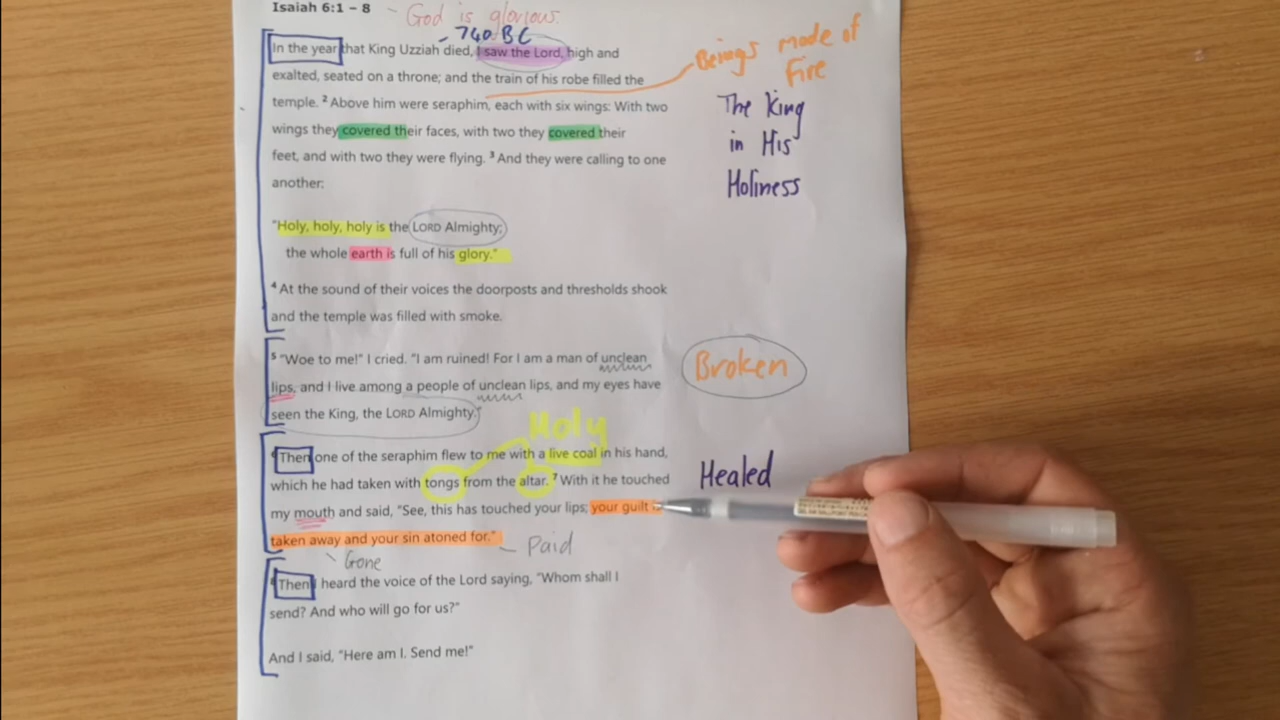 Isaiah 6:1 – 8 - God is glorious.
- 740 BC
In the year that King Uzziah died, I saw the Lord, high and
exalted, seated on a throne; and the train of his robe filled the
Beings made of
Fire
temple. 2 Above him were seraphim, each with six wings: With two
wings they covered their faces, with two they covered their
feet, and with two they were flying. 3 And they were calling to one
another:
The King
in His
Holiness
"Holy, holy, holy is the LORD Almighty;
the whole earth is full of his glory."
4 At the sound of their voices the doorposts and thresholds shook
and the temple was filled with smoke.
5 "Woe to me!" I cried. "I am ruined! For I am a man of unclean
lips, and I live among a people of unclean lips, and my eyes have
seen the King, the LORD Almighty."
Broken
Holy
Then one of the seraphim flew to me with a live coal in his hand,
which he had taken with tongs from the altar. 7 With it he touched
my mouth and said, "See, this has touched your lips; your guilt is
taken away and your sin atoned for."
Healed
- Gone
- Paid
Then I heard the voice of the Lord saying, "Whom shall I
send? And who will go for us?"
And I said, "Here am I. Send me!"